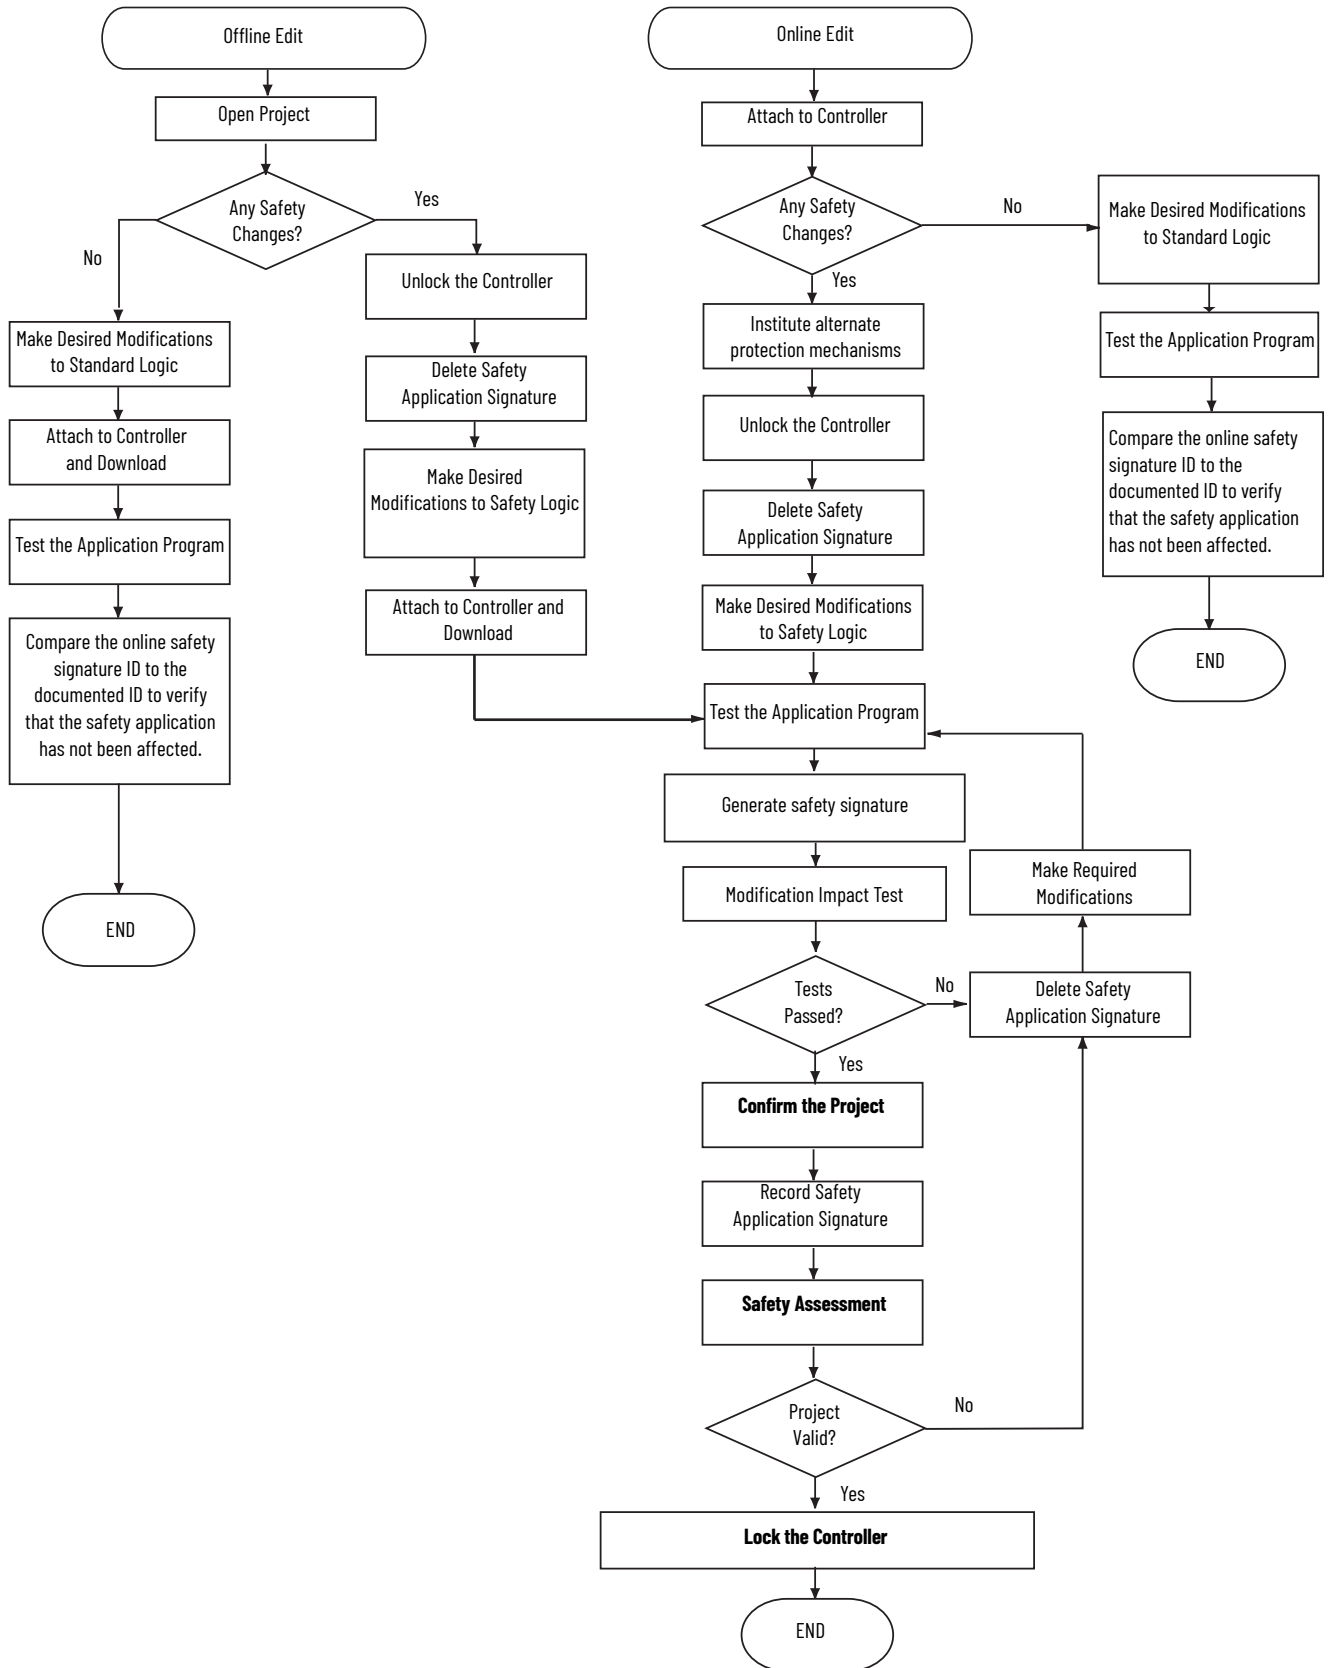 Offline Edit
Open Project
Any Safety
Changes?
Yes
No
Unlock the Controller
Make Desired Modifications
to Standard Logic
Delete Safety
Application Signature
Attach to Controller
and Download
Make Desired
Modifications to Safety Logic
Test the Application Program
Attach to Controller and
Download
Compare the online safety
signature ID to the
documented ID to verify
that the safety application
has not been affected.
END
Online Edit
Attach to Controller
Any Safety
Changes?
No
Yes
Make Desired Modifications
to Standard Logic
Test the Application Program
Compare the online safety
signature ID to the
documented ID to verify
that the safety application
has not been affected.
END
Institute alternate
protection mechanisms
Unlock the Controller
Delete Safety
Application Signature
Make Desired Modifications
to Safety Logic
Test the Application Program
Generate safety signature
Modification Impact Test
Make Required
Modifications
Tests
Passed?
No
Delete Safety
Application Signature
Yes
Confirm the Project
Record Safety
Application Signature
Safety Assessment
Project
Valid?
No
Yes
Lock the Controller
END